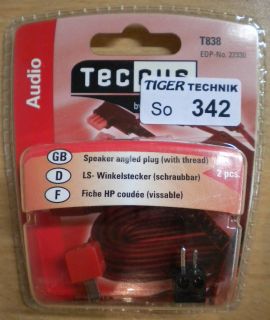 T838
EDP-No. 22330
Audio
TIGER TECHNIK
So 342
GB Speaker angled plug (with thread)
D LS- Winkelstecker (schraubbar)
F Fiche HP coudée (vissable)
2 pcs.